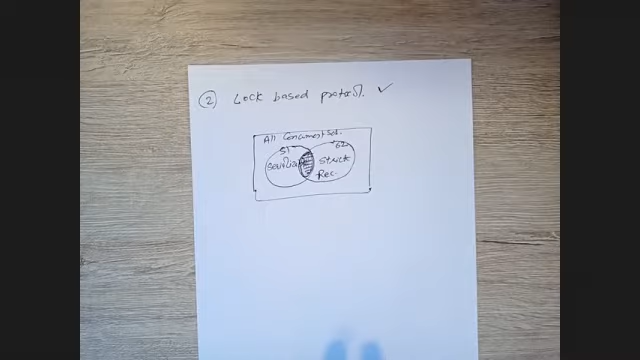 ② Lock based protocol. ✓
All Concurrent Sch.
S1 S2
Serializable Strict
Rec.